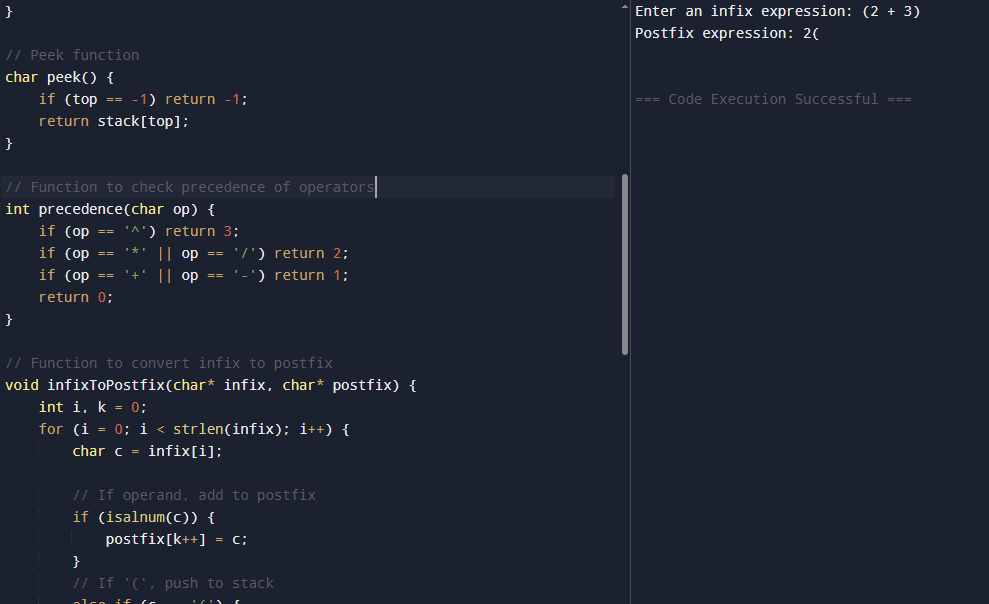 }
// Peek function
char peek() {
if (top == -1) return -1;
return stack[top];
}
// Function to check precedence of operators
int precedence(char op) {
if (op == '^') return 3;
if (op == '*' || op == '/') return 2;
if (op == '+' || op == '-') return 1;
return 0;
}
// Function to convert infix to postfix
void infixToPostfix(char* infix, char* postfix) {
int i, k = 0;
for (i = 0; i < strlen(infix); i++) {
char c = infix[i];
// If operand, add to postfix
if (isalnum(c)) {
postfix[k++] = c;
}
// If '(', push to stack
else if (c == '(') {
Enter an infix expression: (2 + 3)
Postfix expression: 2(
=== Code Execution Successful ===